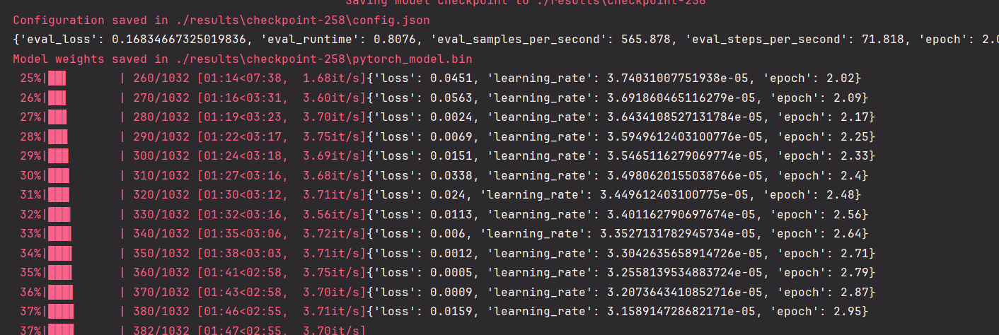 Saving model checkpoint to ./results\checkpoint-258
Configuration saved in ./results\checkpoint-258\config.json
{'eval_loss': 0.16834667325019836, 'eval_runtime': 0.8076, 'eval_samples_per_second': 565.878, 'eval_steps_per_second': 71.818, 'epoch': 2.0
Model weights saved in ./results\checkpoint-258\pytorch_model.bin
25%| | 260/1032 [01:14<07:38, 1.68it/s]{'loss': 0.0451, 'learning_rate': 3.74031007751938e-05, 'epoch': 2.02}
26%| | 270/1032 [01:16<03:31, 3.60it/s]{'loss': 0.0563, 'learning_rate': 3.691860465116279e-05, 'epoch': 2.09}
27%| | 280/1032 [01:19<03:23, 3.70it/s]{'loss': 0.0024, 'learning_rate': 3.6434108527131784e-05, 'epoch': 2.17}
28%| | 290/1032 [01:22<03:17, 3.75it/s]{'loss': 0.0069, 'learning_rate': 3.5949612403100776e-05, 'epoch': 2.25}
29%| | 300/1032 [01:24<03:18, 3.69it/s]{'loss': 0.0151, 'learning_rate': 3.5465116279069774e-05, 'epoch': 2.33}
30%| | 310/1032 [01:27<03:16, 3.68it/s]{'loss': 0.0338, 'learning_rate': 3.4980620155038766e-05, 'epoch': 2.4}
31%| | 320/1032 [01:30<03:12, 3.71it/s]{'loss': 0.024, 'learning_rate': 3.449612403100775e-05, 'epoch': 2.48}
32%| | 330/1032 [01:32<03:16, 3.56it/s]{'loss': 0.0113, 'learning_rate': 3.401162790697674e-05, 'epoch': 2.56}
33%| | 340/1032 [01:35<03:06, 3.72it/s]{'loss': 0.006, 'learning_rate': 3.3527131782945734e-05, 'epoch': 2.64}
34%| | 350/1032 [01:38<03:03, 3.71it/s]{'loss': 0.0012, 'learning_rate': 3.3042635658914726e-05, 'epoch': 2.71}
35%| | 360/1032 [01:41<02:58, 3.71it/s]{'loss': 0.0005, 'learning_rate': 3.2558139534883724e-05, 'epoch': 2.79}
36%| | 370/1032 [01:43<02:58, 3.70it/s]{'loss': 0.0009, 'learning_rate': 3.2073643410852716e-05, 'epoch': 2.87}
37%| | 380/1032 [01:46<02:55, 3.71it/s]{'loss': 0.0159, 'learning_rate': 3.158914728682171e-05, 'epoch': 2.95}
37%| | 382/1032 [01:47<02:55, 3.70it/s]